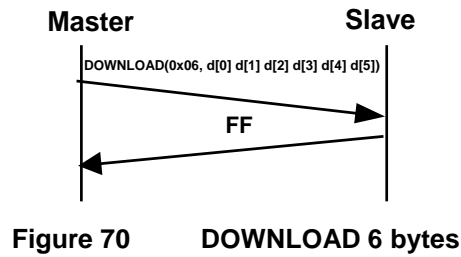 Master Slave
DOWNLOAD(0x06, d[0] d[1] d[2] d[3] d[4] d[5])
FF
Figure 70 DOWNLOAD 6 bytes